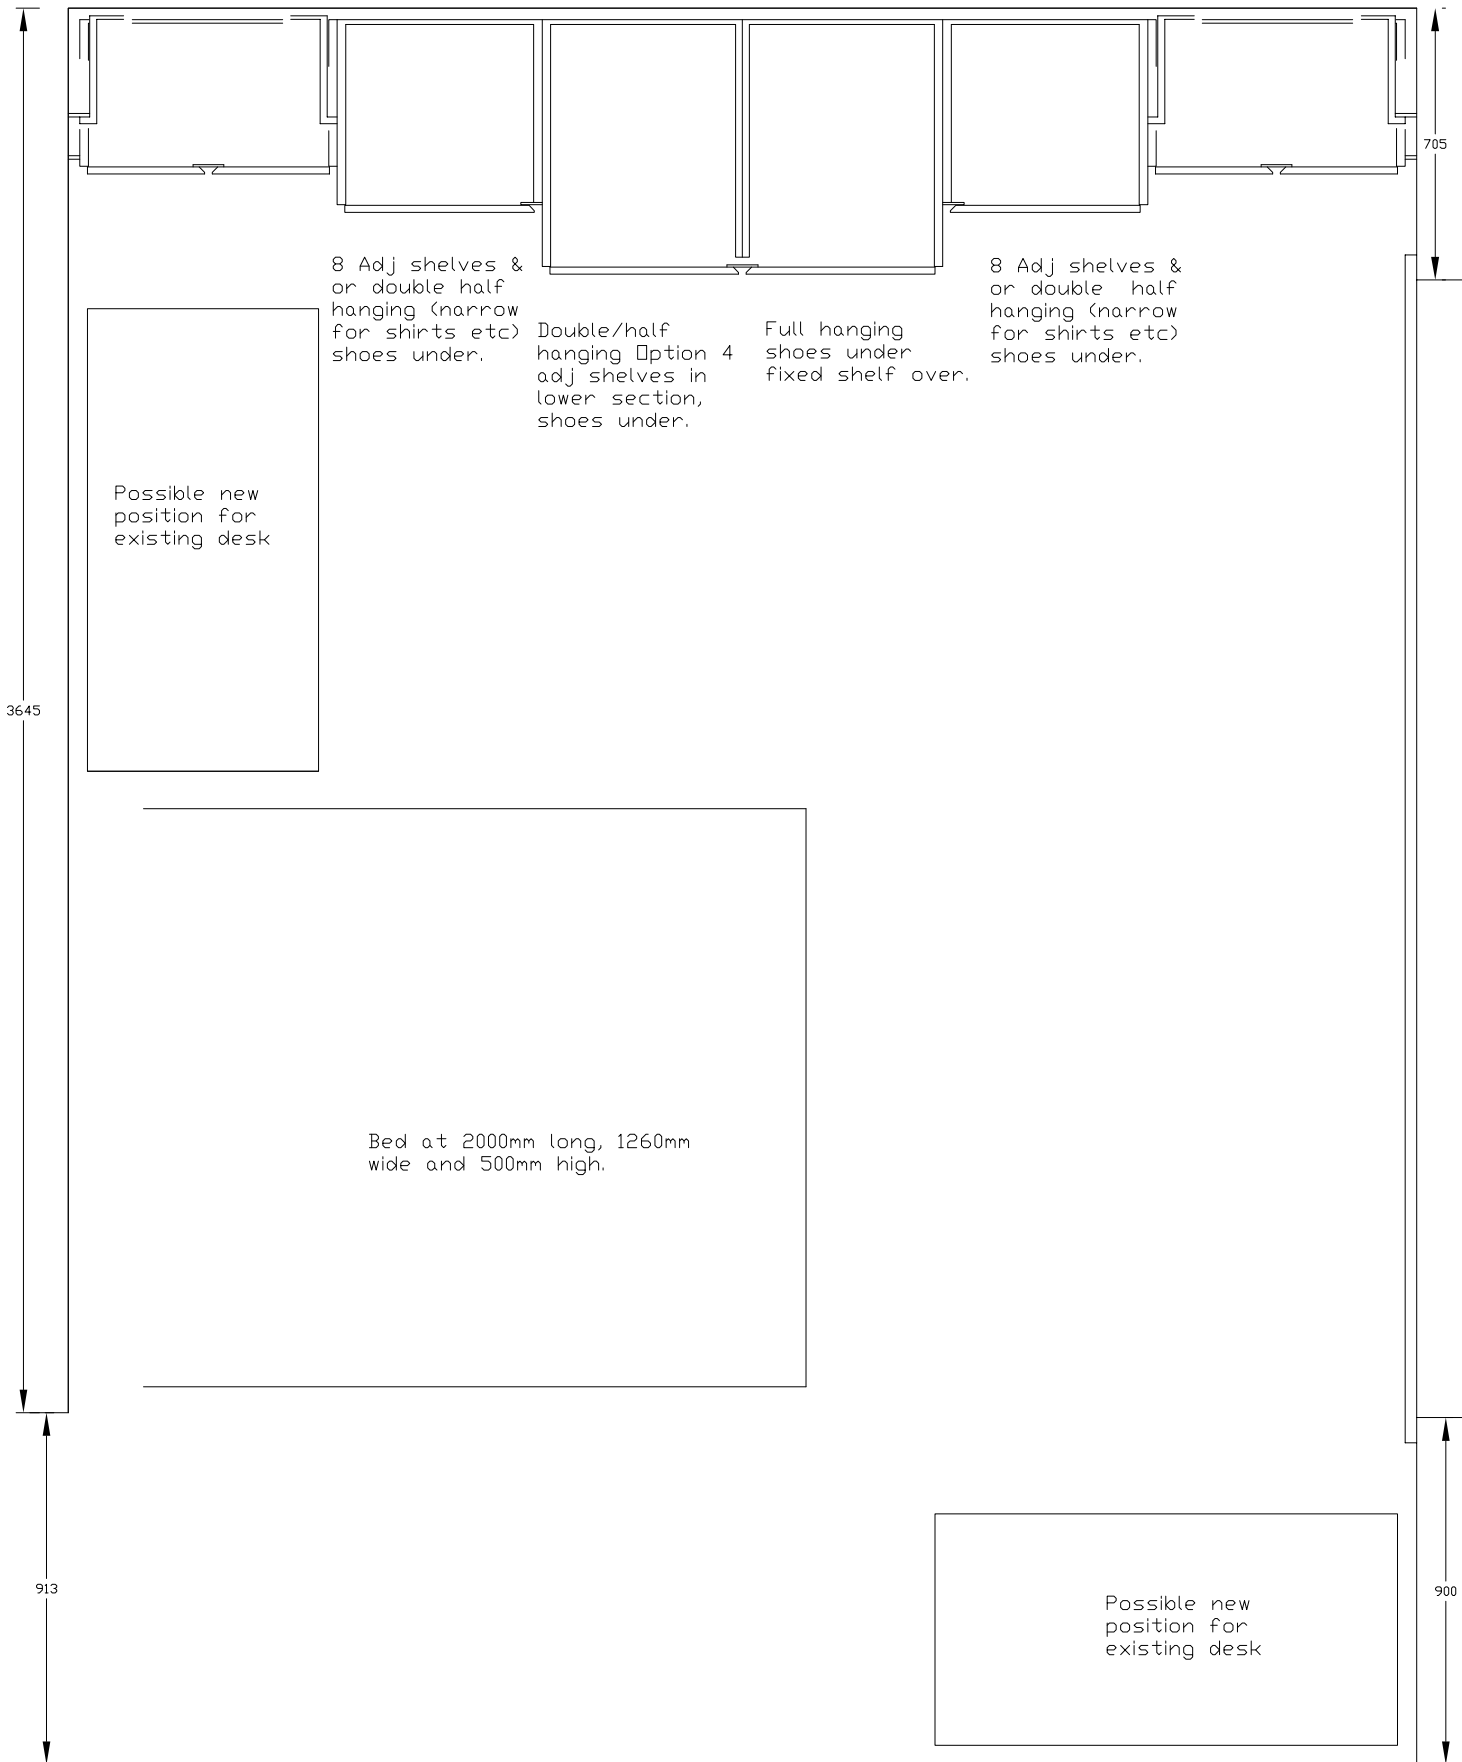 705
8 Adj shelves &
or double half
hanging (narrow
for shirts etc)
shoes under.
Double/half
hanging Option 4
adj shelves in
lower section,
shoes under.
Full hanging
shoes under
fixed shelf over.
8 Adj shelves &
or double half
hanging (narrow
for shirts etc)
shoes under.
Possible new
position for
existing desk
3645
Bed at 2000mm long, 1260mm
wide and 500mm high.
913
Possible new
position for
existing desk
900